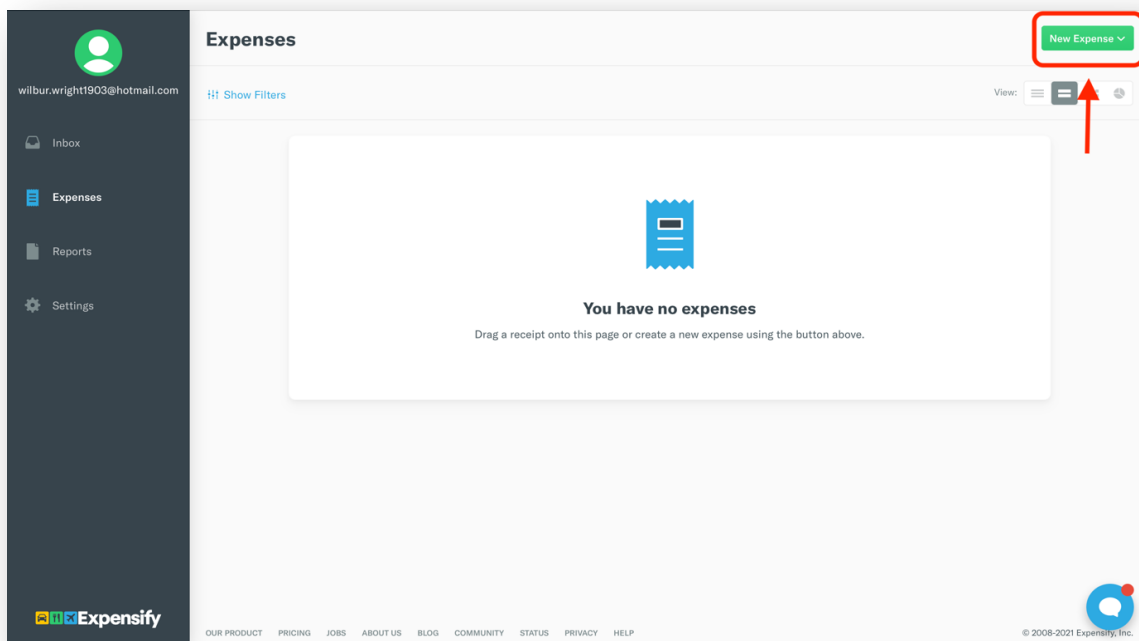 wilbur.wright1903@hotmail.com
Inbox
Expenses
Reports
Settings
Expensify
Expenses
New Expense
Show Filters
View:
You have no expenses
Drag a receipt onto this page or create a new expense using the button above.
OUR PRODUCT PRICING JOBS ABOUT US BLOG COMMUNITY STATUS PRIVACY HELP
© 2008-2021 Expensify, Inc.